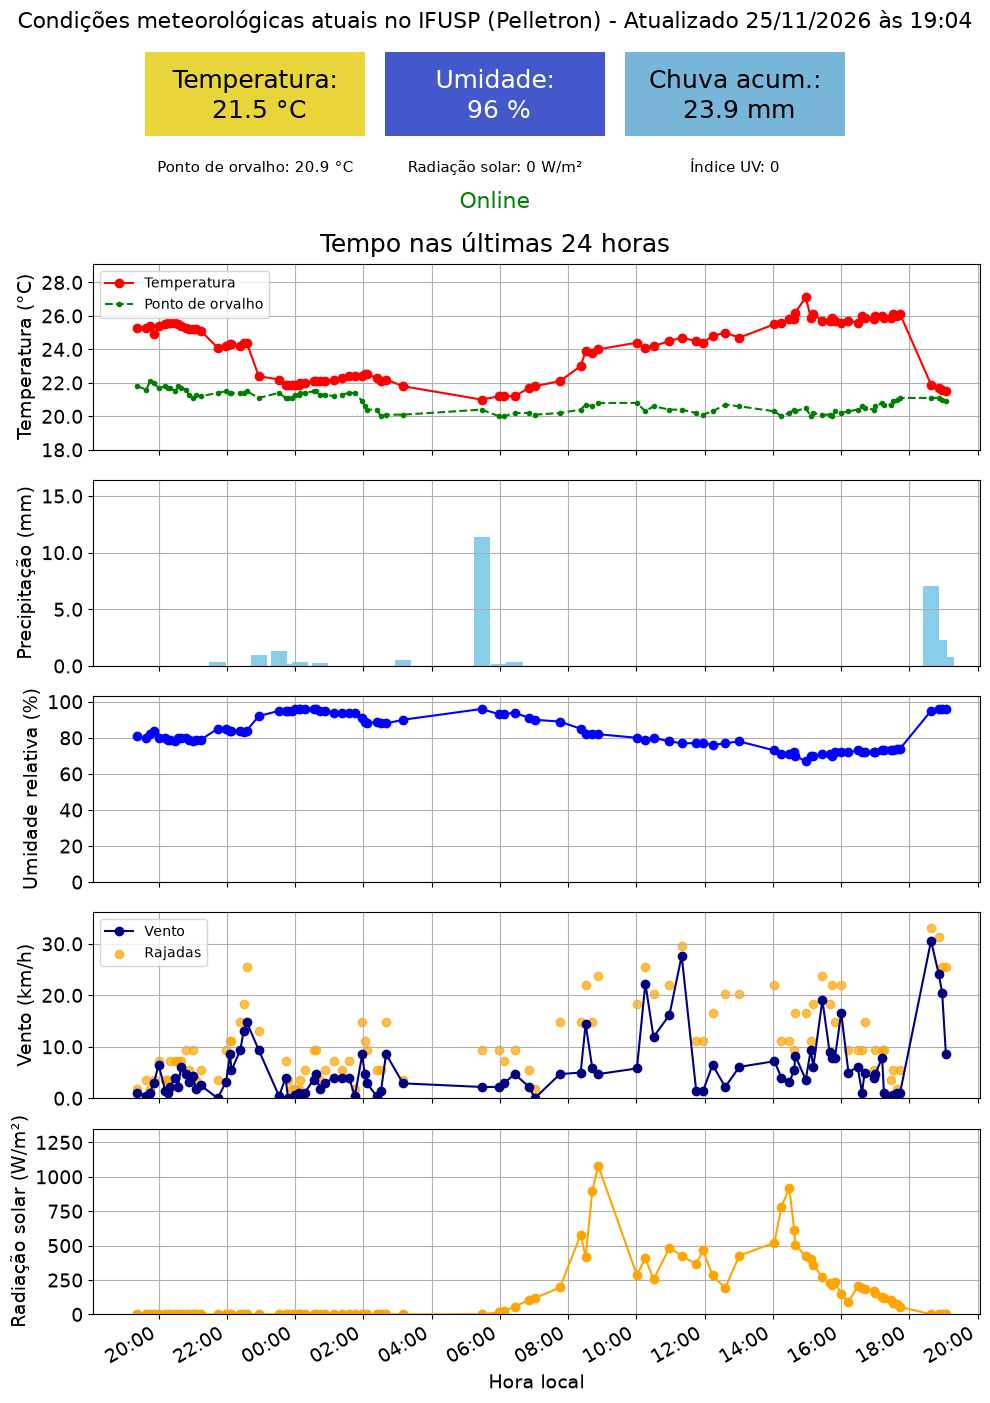 Condições meteorológicas atuais no IFUSP (Pelletron) - Atualizado 25/11/2026 às 19:04
Temperatura:
21.5 °C
Umidade:
96 %
Chuva acum.:
23.9 mm
Ponto de orvalho: 20.9 °C
Radiação solar: 0 W/m²
Índice UV: 0
Online
Tempo nas últimas 24 horas
Temperatura (°C)
28.0
26.0
24.0
22.0
20.0
18.0
Temperatura
Ponto de orvalho
Precipitação (mm)
15.0
10.0
5.0
0.0
Umidade relativa (%)
100
80
60
40
20
0
Vento (km/h)
30.0
20.0
10.0
0.0
Vento
Rajadas
Radiação solar (W/m²)
1250
1000
750
500
250
0
20:00
22:00
00:00
02:00
04:00
06:00
08:00
10:00
12:00
14:00
16:00
18:00
20:00
Hora local